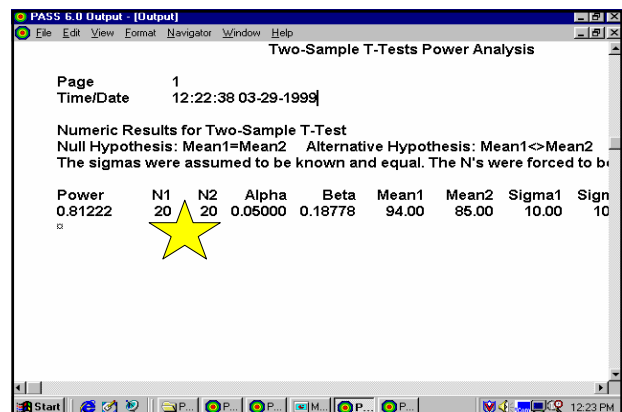 PASS 6.0 Output - [Output]
File Edit View Format Navigator Window Help
Two-Sample T-Tests Power Analysis
Page 1
Time/Date 12:22:38 03-29-1999
Numeric Results for Two-Sample T-Test
Null Hypothesis: Mean1=Mean2 Alternative Hypothesis: Mean1<>Mean2
The sigmas were assumed to be known and equal. The N's were forced to b
Power N1 N2 Alpha Beta Mean1 Mean2 Sigma1 Sign
0.81222 20 20 0.05000 0.18778 94.00 85.00 10.00 10
Start P... P... P... M... P... P... 12:23 PM